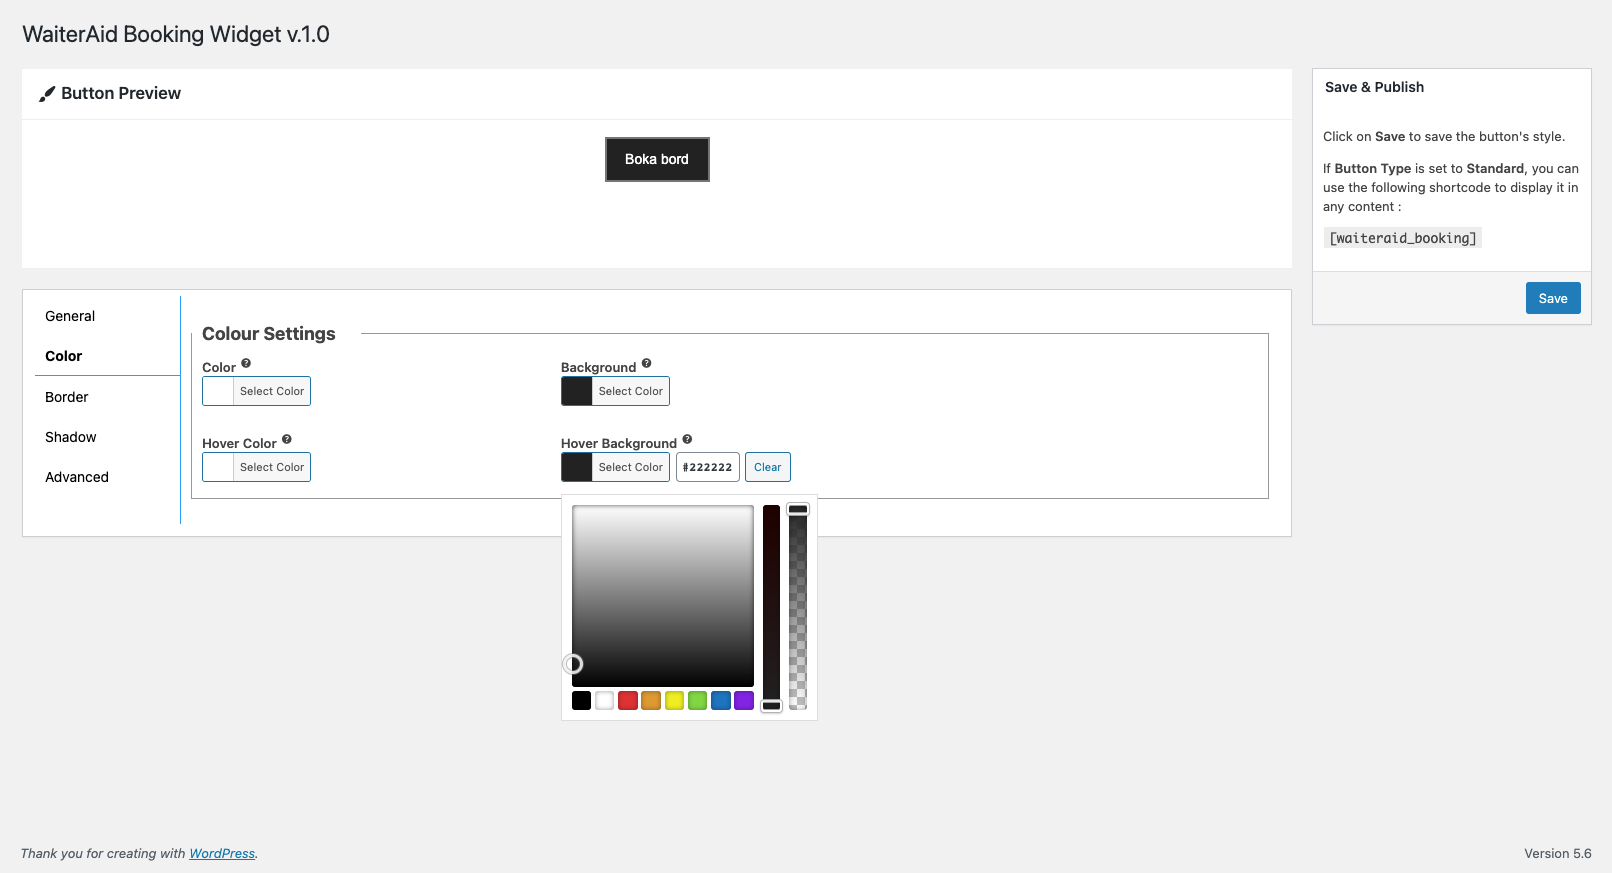 WaiterAid Booking Widget v.1.0
Button Preview
Boka bord
General
Color
Border
Shadow
Advanced
Colour Settings
Color
Select Color
Background
Select Color
Hover Color
Select Color
Hover Background
Select Color
#222222
Clear
Save & Publish
Click on Save to save the button's style.
If Button Type is set to Standard, you can
use the following shortcode to display it in
any content :
[waiteraid_booking]
Save
Thank you for creating with WordPress.
Version 5.6